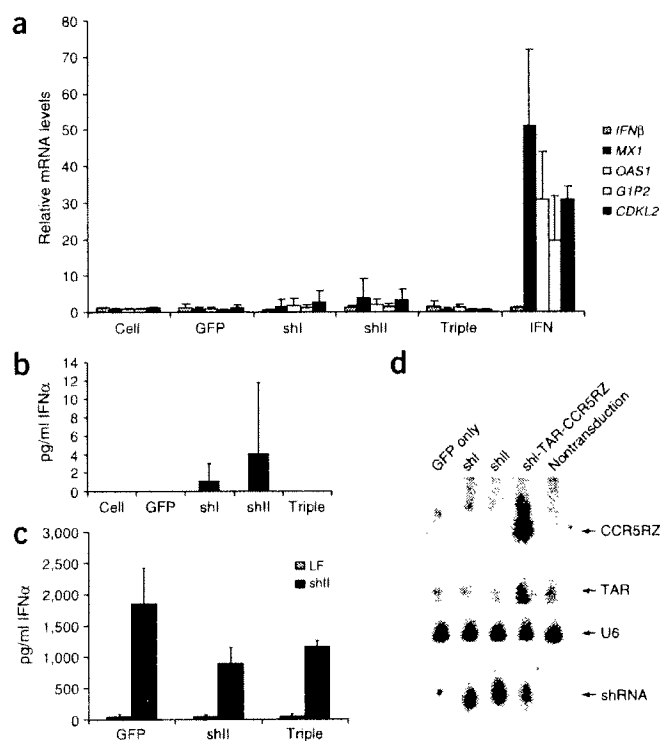 a
80
70
60
50
40
30
20
10
0
Relative mRNA levels
IFNβ
MX1
OAS1
G1P2
CDKL2
Cell GFP shI shII Triple IFN
b
14
12
10
8
6
4
2
0
pg/ml IFNα
Cell GFP shI shII Triple
c
3,000
2,500
2,000
1,500
1,000
500
0
pg/ml IFNα
LF
shII
GFP shII Triple
d
GFP only
shI
shII
shI-TAR-CCR5RZ
Nontransduction
CCR5RZ
TAR
U6
shRNA